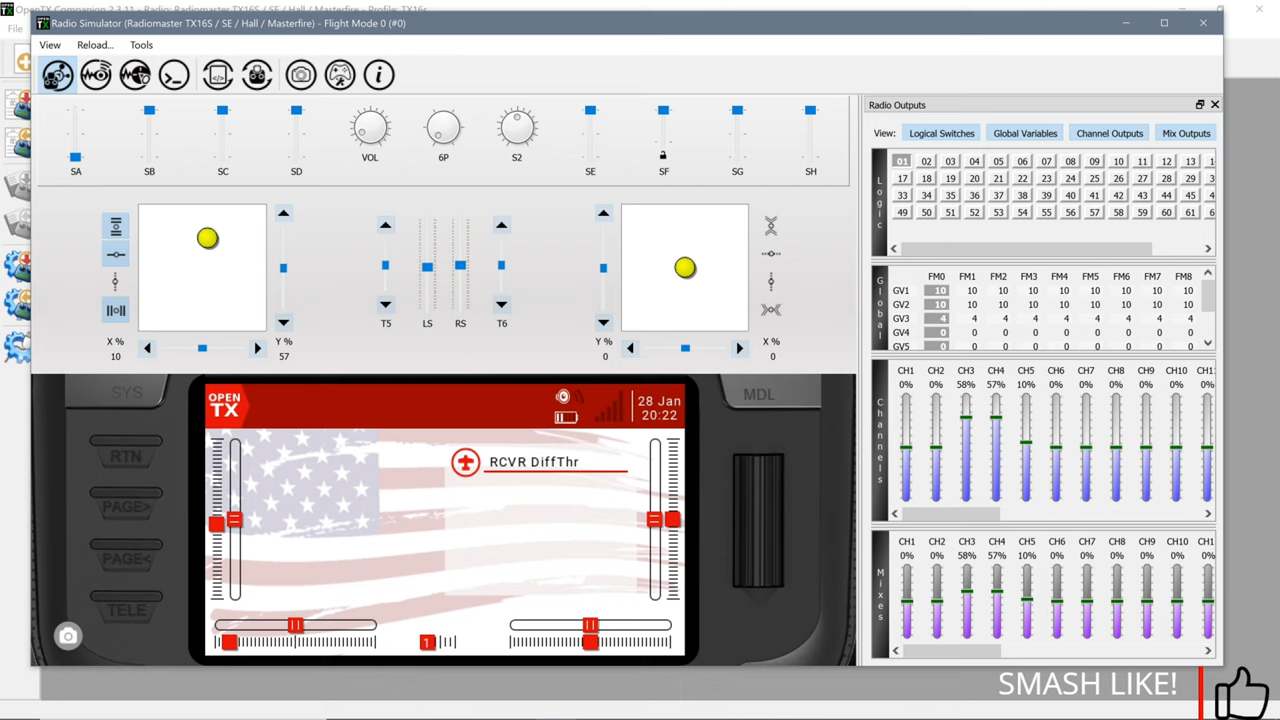 OpenTX Companion 2.3.11 - Radio: Radiomaster TX16S / SE / Hall / Masterfire - Profile: TX16s
File
Radio Simulator (Radiomaster TX16S / SE / Hall / Masterfire) - Flight Mode 0 (#0)
View Reload... Tools
SA SB SC SD VOL 6P S2 SE SF SG SH
T5 LS RS T6
X % 10
Y % 57
Y % 0
X % 0
SYS
RTN
PAGE>
PAGE<
TELE
MDL
OPEN TX
28 Jan
20:22
RCVR DiffThr
1
Radio Outputs
View: Logical Switches Global Variables Channel Outputs Mix Outputs
Logic
01 02 03 04 05 06 07 08 09 10 11 12 13 1
17 18 19 20 21 22 23 24 25 26 27 28 29 3
33 34 35 36 37 38 39 40 41 42 43 44 45 4
49 50 51 52 53 54 55 56 57 58 59 60 61 6
Global
FM0 FM1 FM2 FM3 FM4 FM5 FM6 FM7 FM8
GV1 10 10 10 10 10 10 10 10 10
GV2 10 10 10 10 10 10 10 10 10
GV3 4 4 4 4 4 4 4 4 4
GV4 0 0 0 0 0 0 0 0 0
GV5 0 0 0 0 0 0 0 0 0
Channels
CH1 CH2 CH3 CH4 CH5 CH6 CH7 CH8 CH9 CH10 CH11
0% 0% 58% 57% 10% 0% 0% 0% 0% 0% 0%
Mixes
CH1 CH2 CH3 CH4 CH5 CH6 CH7 CH8 CH9 CH10 CH1
0% 0% 58% 57% 10% 0% 0% 0% 0% 0% 0%
SMASH LIKE!